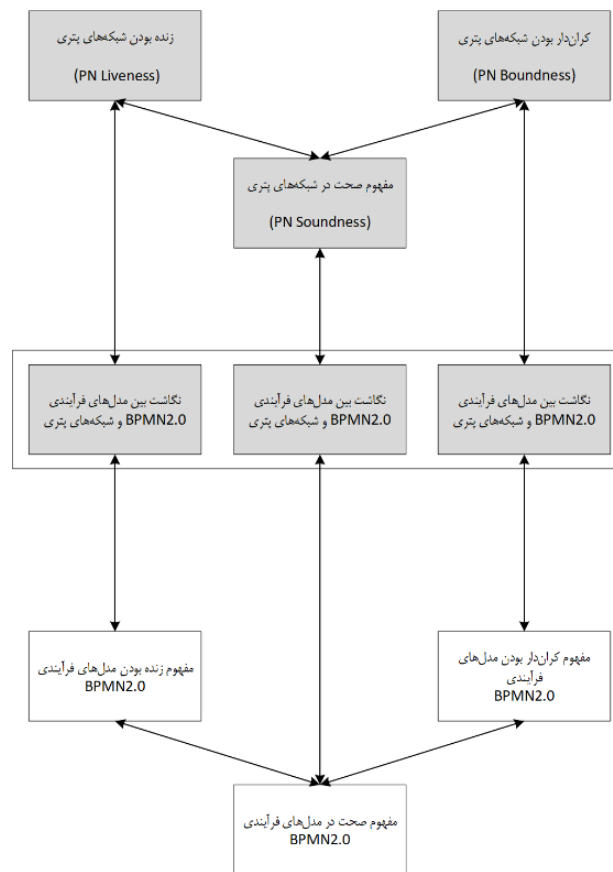 زنده بودن شبکه‌های پتری
(PN Liveness)
کران‌دار بودن شبکه‌های پتری
(PN Boundness)
مفهوم صحت در شبکه‌های پتری
(PN Soundness)
نگاشت بین مدل‌های فرآیندی
BPMN2.0 و شبکه‌های پتری
نگاشت بین مدل‌های فرآیندی
BPMN2.0 و شبکه‌های پتری
نگاشت بین مدل‌های فرآیندی
BPMN2.0 و شبکه‌های پتری
مفهوم زنده بودن مدل‌های فرآیندی
BPMN2.0
مفهوم کران‌دار بودن مدل‌های
فرآیندی
BPMN2.0
مفهوم صحت در مدل‌های فرآیندی
BPMN2.0